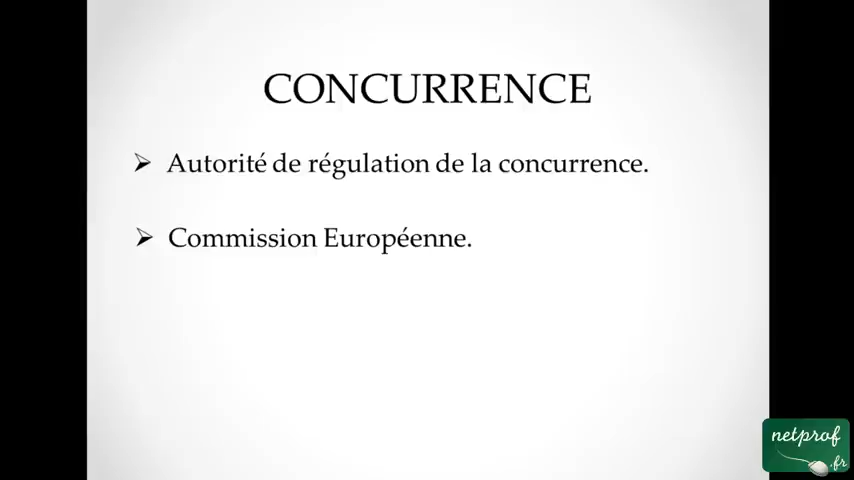 CONCURRENCE
Autorité de régulation de la concurrence.
Commission Européenne.
netprof
.fr